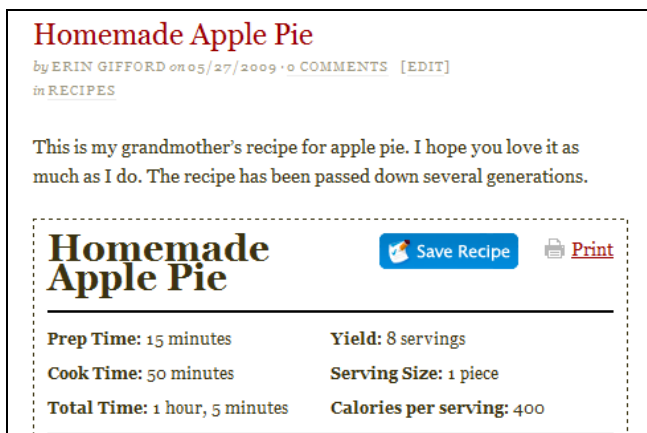 Homemade Apple Pie
by ERIN GIFFORD on 05/27/2009 · 0 COMMENTS [EDIT]
in RECIPES
This is my grandmother's recipe for apple pie. I hope you love it as
much as I do. The recipe has been passed down several generations.
Homemade
Apple Pie
Save Recipe
Print
Prep Time: 15 minutes
Yield: 8 servings
Cook Time: 50 minutes
Serving Size: 1 piece
Total Time: 1 hour, 5 minutes
Calories per serving: 400